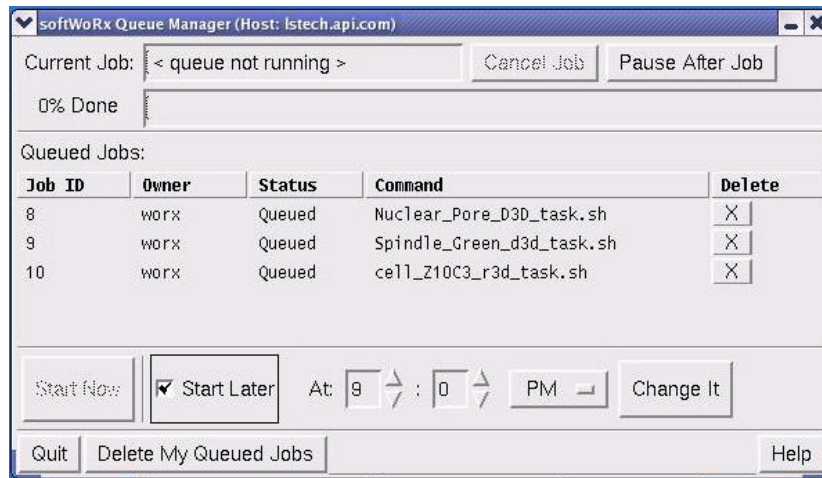 softWoRx Queue Manager (Host: lstech.api.com)
Current Job: < queue not running > Cancel Job Pause After Job
0% Done
Queued Jobs:
Job ID Owner Status Command Delete
8 worx Queued Nuclear_Pore_D3D_task.sh X
9 worx Queued Spindle_Green_d3d_task.sh X
10 worx Queued cell_Z10C3_r3d_task.sh X
Start Now Start Later At: 9 : 0 PM Change It
Quit Delete My Queued Jobs Help